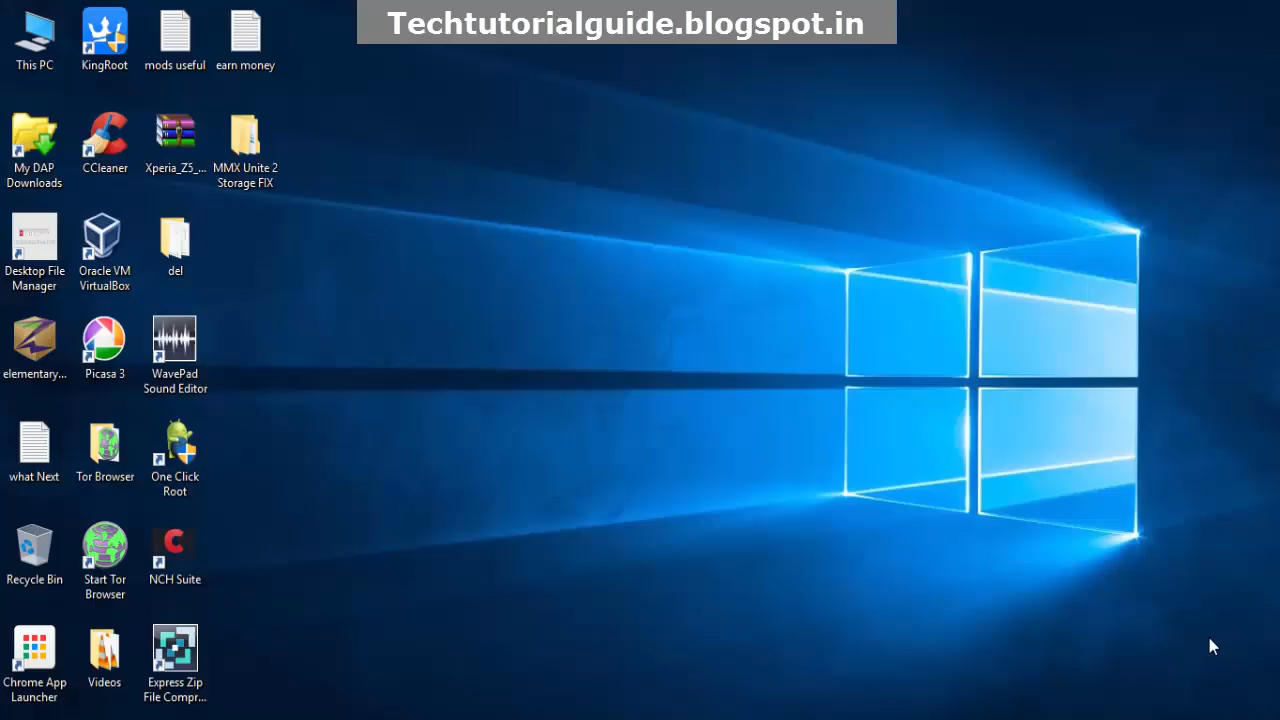 Techtutorialguide.blogspot.in
This PC
KingRoot
mods useful
earn money
My DAP
Downloads
CCleaner
Xperia_Z5_...
MMX Unite 2
Storage FIX
Desktop File
Manager
Oracle VM
VirtualBox
del
elementary...
Picasa 3
WavePad
Sound Editor
what Next
Tor Browser
One Click
Root
Recycle Bin
Start Tor
Browser
NCH Suite
Chrome App
Launcher
Videos
Express Zip
File Compr...